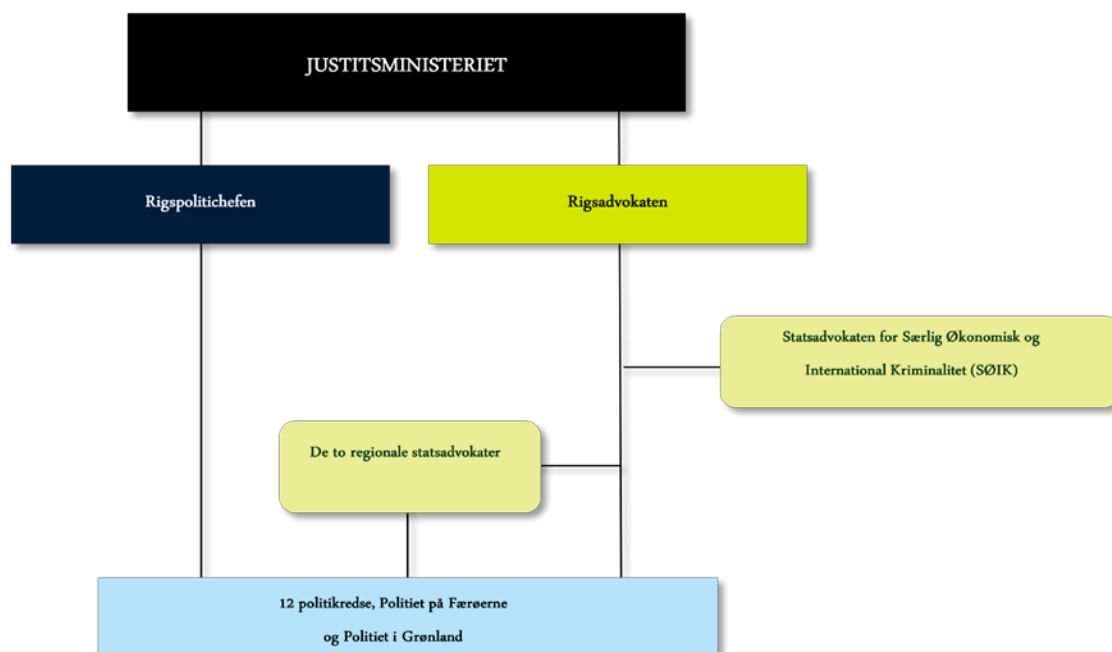 JUSTITSMINISTERIET
Rigspolitichefen
Rigsadvokaten
Statsadvokaten for Særlig Økonomisk og
International Kriminalitet (SØIK)
De to regionale statsadvokater
12 politikredse, Politiet på Færøerne
og Politiet i Grønland